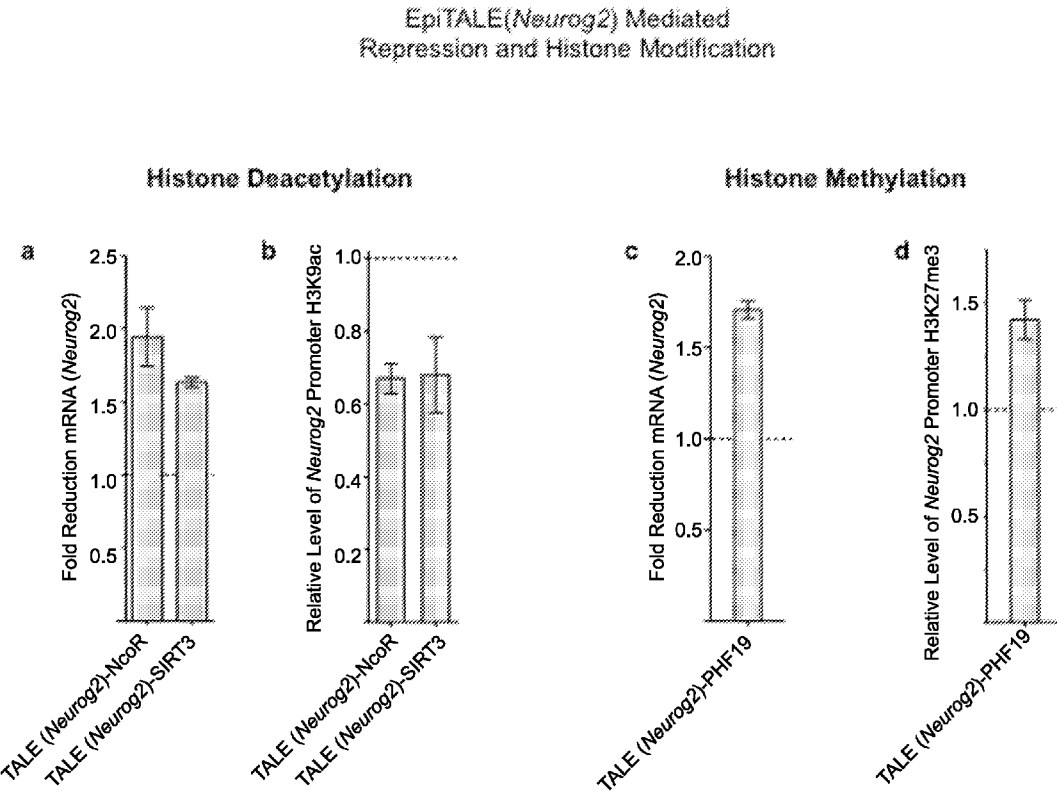 EpiTALE(Neurog2) Mediated
Repression and Histone Modification
Histone Deacetylation
Histone Methylation
a
Fold Reduction mRNA (Neurog2)
2.5
2.0
1.5
1.0
0.5
TALE (Neurog2)-NcoR
TALE (Neurog2)-SIRT3
b
Relative Level of Neurog2 Promoter H3K9ac
1.0
0.8
0.6
0.4
0.2
TALE (Neurog2)-NcoR
TALE (Neurog2)-SIRT3
c
Fold Reduction mRNA (Neurog2)
2.0
1.5
1.0
0.5
TALE (Neurog2)-PHF19
d
Relative Level of Neurog2 Promoter H3K27me3
1.5
1.0
0.5
TALE (Neurog2)-PHF19